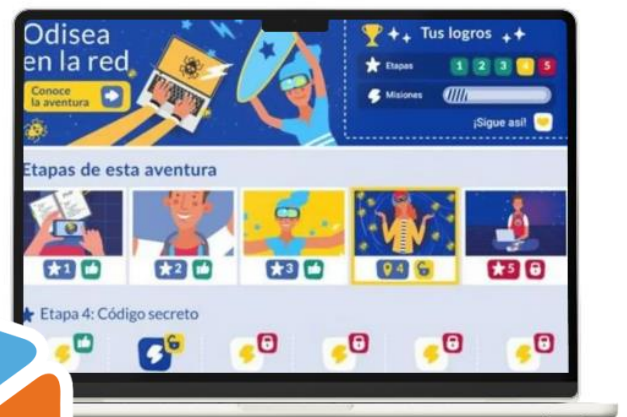 Odisea
en la red
Conoce
la aventura
Tus logros
Etapas 1 2 3 4 5
Misiones
¡Sigue así!
Etapas de esta aventura
1
2
3
4
5
Etapa 4: Código secreto